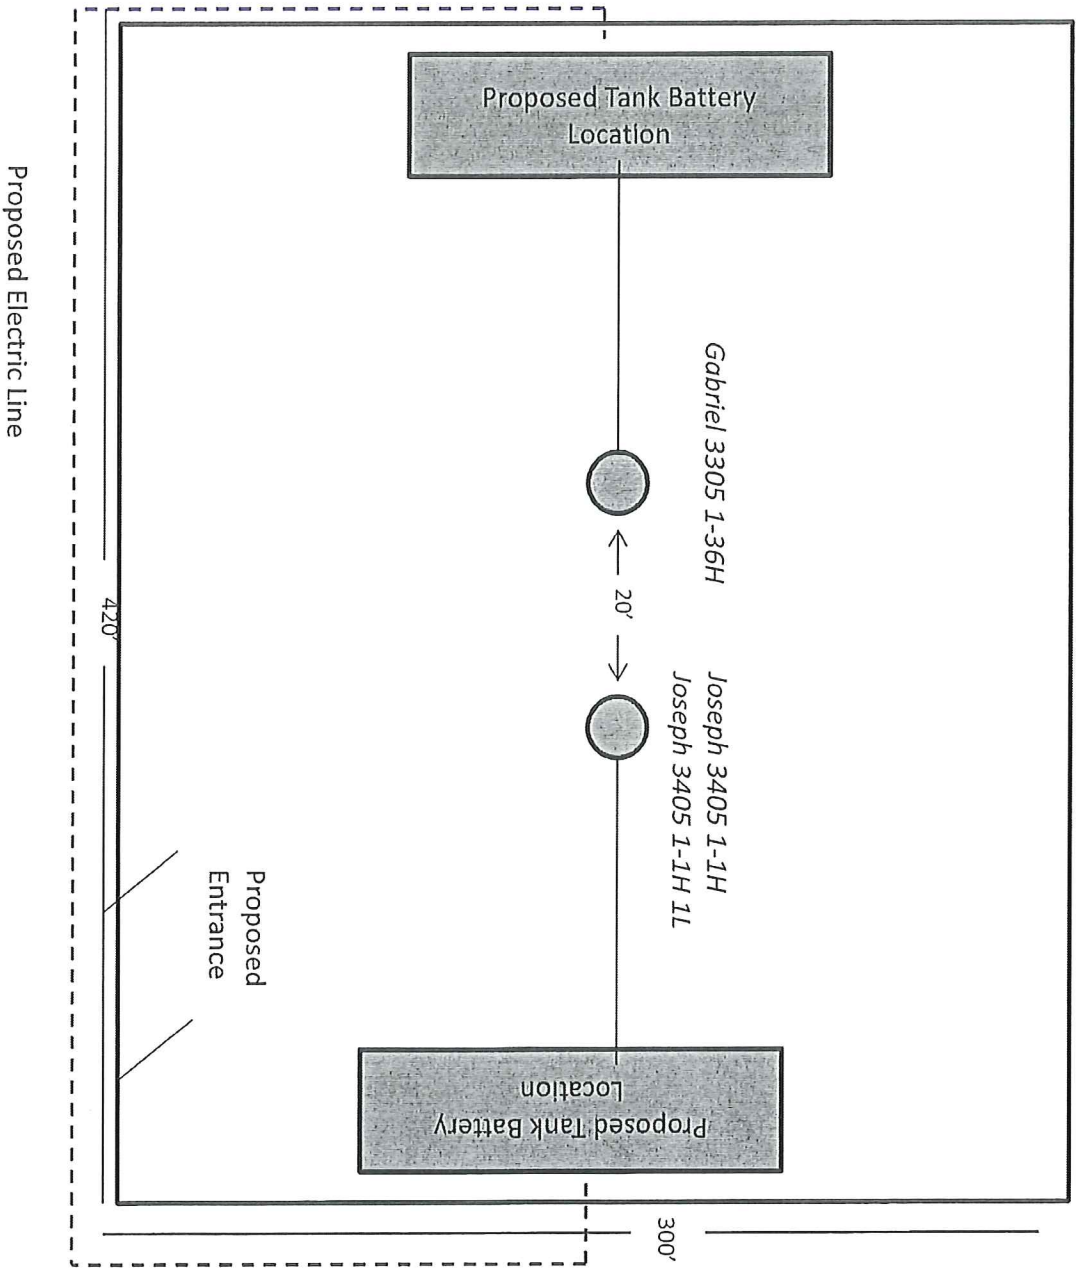 Proposed Tank Battery
Location
Gabriel 3305 1-36H
20'
Joseph 3405 1-1H
Joseph 3405 1-1H 1L
Proposed
Entrance
Proposed Tank Battery
Location
Proposed Electric Line
420'
300'